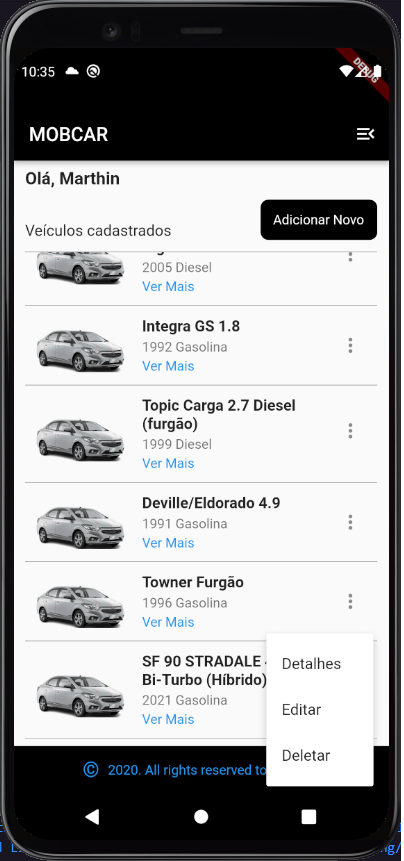 10:35
DEBUG
MOBCAR
Olá, Marthin
Adicionar Novo
Veículos cadastrados
2005 Diesel
Ver Mais
Integra GS 1.8
1992 Gasolina
Ver Mais
Topic Carga 2.7 Diesel
(furgão)
1999 Diesel
Ver Mais
Deville/Eldorado 4.9
1991 Gasolina
Ver Mais
Towner Furgão
1996 Gasolina
Ver Mais
SF 90 STRADALE
Bi-Turbo (Híbrido)
2021 Gasolina
Ver Mais
Detalhes
Editar
Deletar
© 2020. All rights reserved to